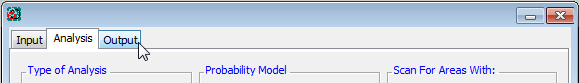 Input Analysis Output
Type of Analysis Probability Model Scan For Areas With: